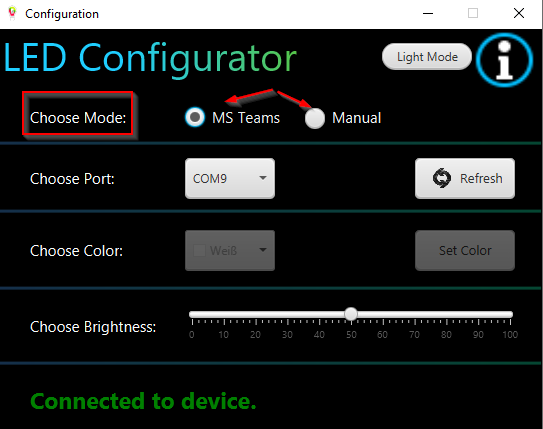 Configuration
LED Configurator
Light Mode
Choose Mode: MS Teams Manual
Choose Port: COM9 Refresh
Choose Color: Weiß Set Color
Choose Brightness:
0 10 20 30 40 50 60 70 80 90 100
Connected to device.